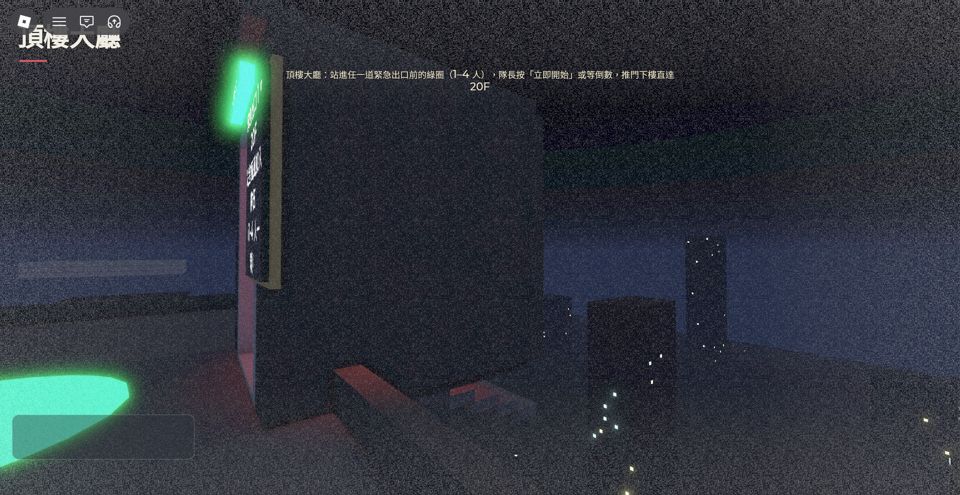 頂樓大廳
頂樓大廳：站進任一道緊急出口前的綠圈（1–4 人），隊長按「立即開始」或等倒數，推門下樓直達
20F